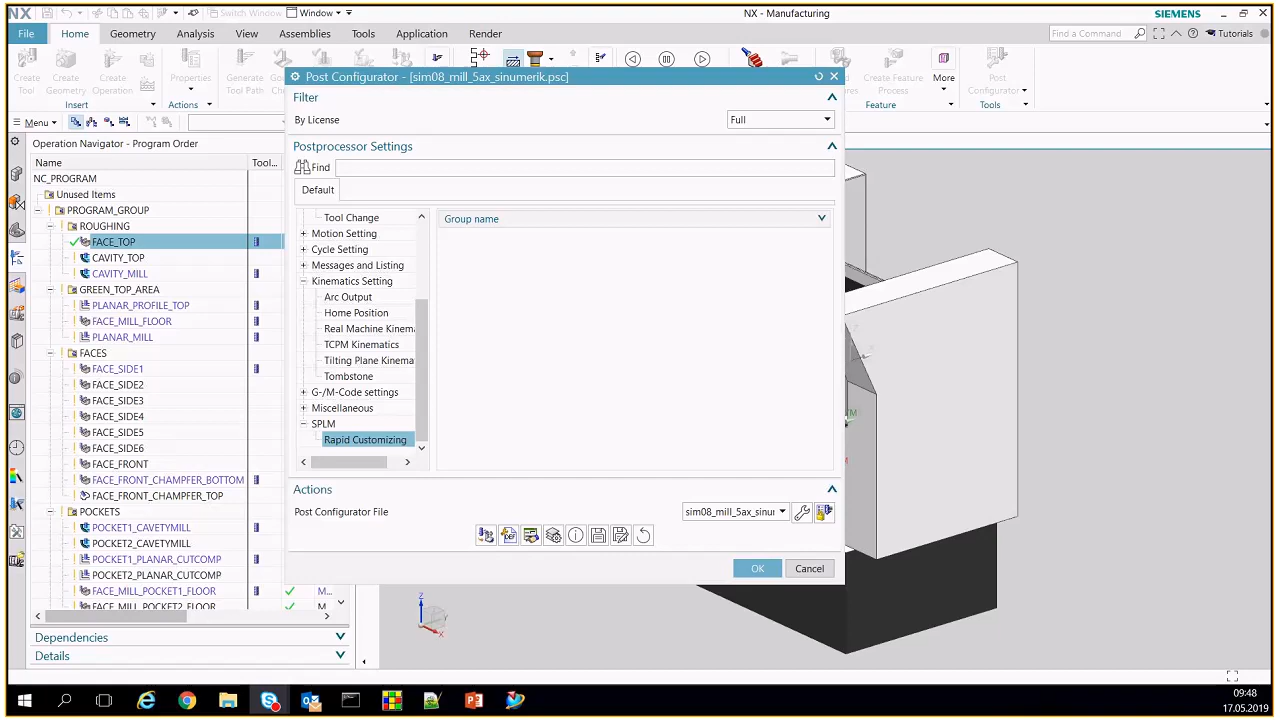 NX
Switch Window
Window
NX - Manufacturing
SIEMENS
File
Home
Geometry
Analysis
View
Assemblies
Tools
Application
Render
Find a Command
Tutorials
Create Tool
Create Geometry
Create Operation
Properties
Generate Tool Path
Create Feature Process
More
Post Configurator
Insert
Actions
Feature
Tools
Menu
Post Configurator - [sim08_mill_5ax_sinumerik.psc]
Filter
By License
Full
Postprocessor Settings
Find
Default
Tool Change
Motion Setting
Cycle Setting
Messages and Listing
Kinematics Setting
Arc Output
Home Position
Real Machine Kinema
TCPM Kinematics
Tilting Plane Kinema
Tombstone
G-/M-Code settings
Miscellaneous
SPLM
Rapid Customizing
Group name
Actions
Post Configurator File
sim08_mill_5ax_sinu
OK
Cancel
Operation Navigator - Program Order
Name
Tool...
NC_PROGRAM
Unused Items
PROGRAM_GROUP
ROUGHING
FACE_TOP
CAVITY_TOP
CAVITY_MILL
GREEN_TOP_AREA
PLANAR_PROFILE_TOP
FACE_MILL_FLOOR
PLANAR_MILL
FACES
FACE_SIDE1
FACE_SIDE2
FACE_SIDE3
FACE_SIDE4
FACE_SIDE5
FACE_SIDE6
FACE_FRONT
FACE_FRONT_CHAMPFER_BOTTOM
FACE_FRONT_CHAMPFER_TOP
POCKETS
POCKET1_CAVETYMILL
POCKET2_CAVETYMILL
POCKET1_PLANAR_CUTCOMP
POCKET2_PLANAR_CUTCOMP
FACE_MILL_POCKET1_FLOOR M...
FACE_MILL_POCKET2_FLOOR M
Dependencies
Details
Z
Y
X
09:48
17.05.2019